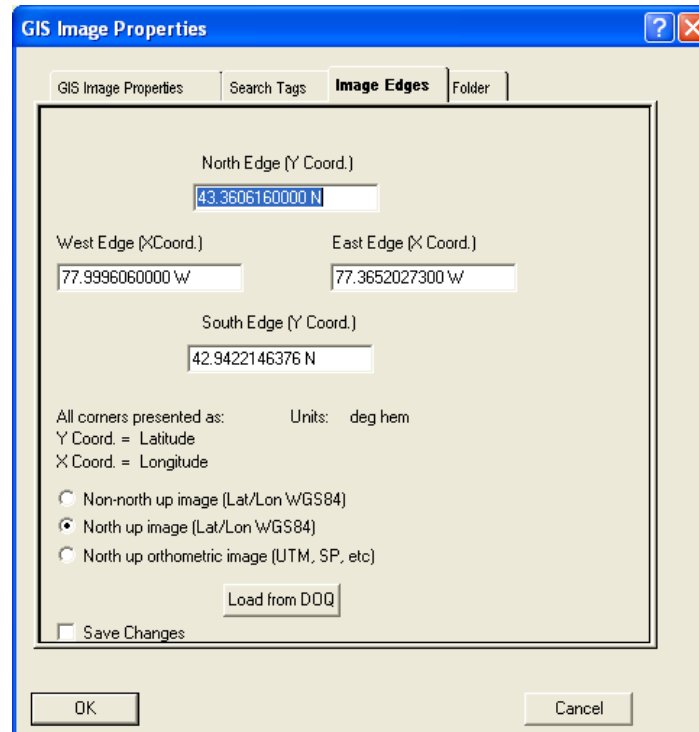 GIS Image Properties
GIS Image Properties Search Tags Image Edges Folder
North Edge (Y Coord.)
43.3606160000 N
West Edge (XCoord.) East Edge (X Coord.)
77.9996060000 W 77.3652027300 W
South Edge (Y Coord.)
42.9422146376 N
All corners presented as: Units: deg hem
Y Coord. = Latitude
X Coord. = Longitude
Non-north up image (Lat/Lon WGS84)
North up image (Lat/Lon WGS84)
North up orthometric image (UTM, SP, etc)
Load from DOQ
Save Changes
OK Cancel